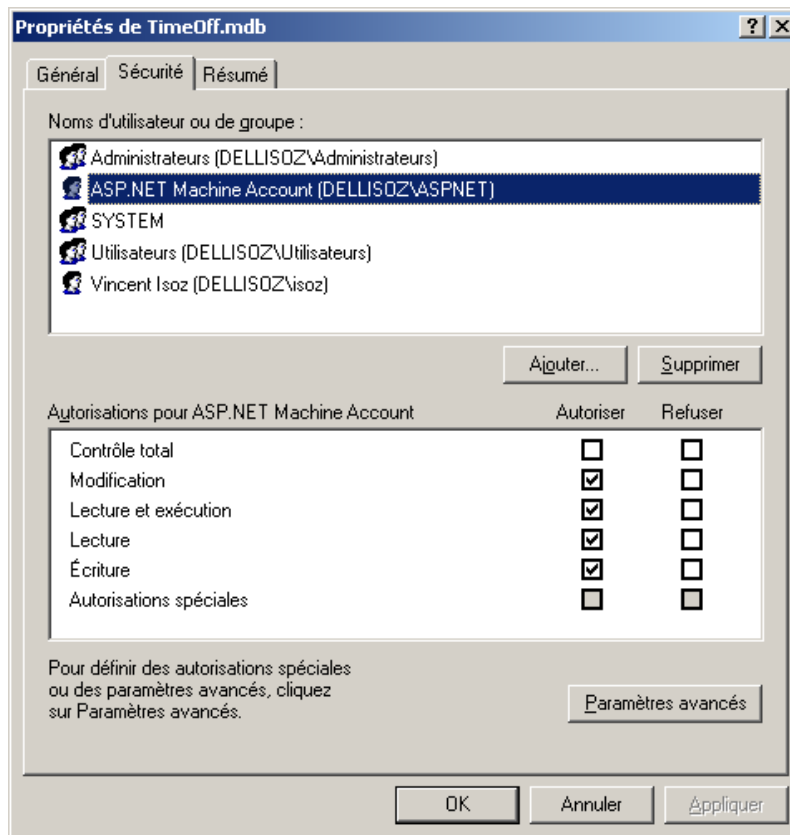 Propriétés de TimeOff.mdb
Général Sécurité Résumé
Noms d'utilisateur ou de groupe :
Administrateurs (DELLISOZ\Administrateurs)
ASP.NET Machine Account (DELLISOZ\ASPNET)
SYSTEM
Utilisateurs (DELLISOZ\Utilisateurs)
Vincent Isoz (DELLISOZ\isoz)
Ajouter... Supprimer
Autorisations pour ASP.NET Machine Account Autoriser Refuser
Contrôle total
Modification
Lecture et exécution
Lecture
Écriture
Autorisations spéciales
Pour définir des autorisations spéciales
ou des paramètres avancés, cliquez
sur Paramètres avancés.
Paramètres avancés
OK Annuler Appliquer